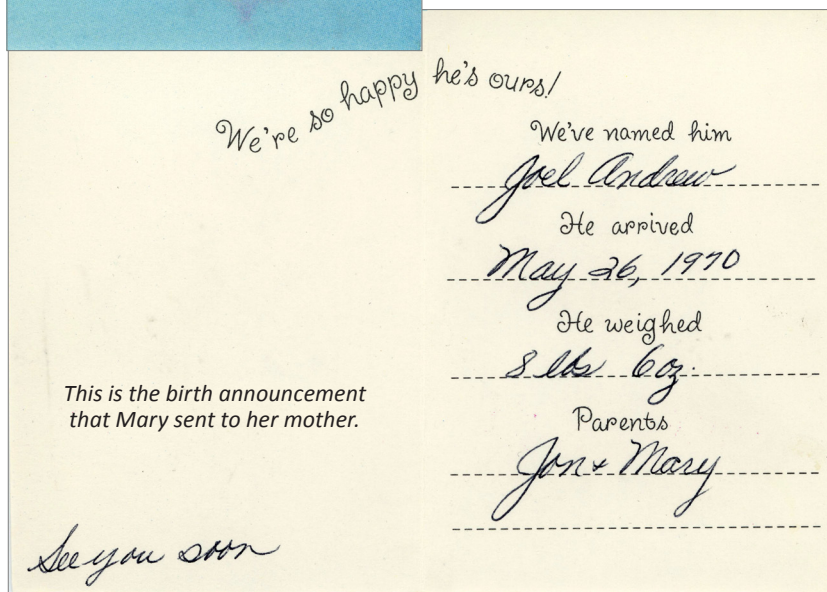 We're so happy he's ours!
We've named him
Joel Andrew
He arrived
May 26, 1970
He weighed
8 lbs 6 oz.
Parents
Jon + Mary
This is the birth announcement
that Mary sent to her mother.
See you soon